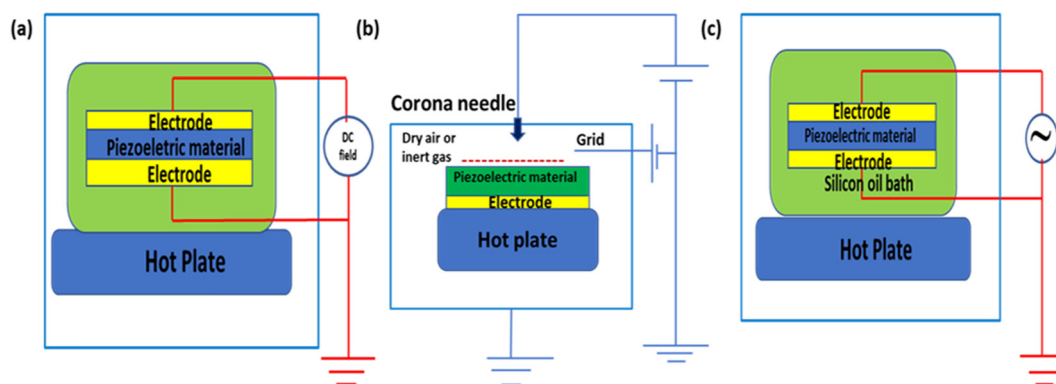 (a)
Electrode
Piezoeletric material
Electrode
DC
field
Hot Plate
(b)
Corona needle
Dry air or
inert gas
Grid
Piezoelectric material
Electrode
Hot plate
(c)
Electrode
Piezoelectric material
Electrode
Silicon oil bath
~
Hot Plate